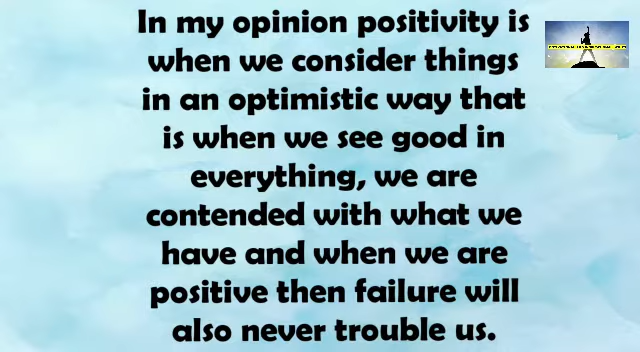 In my opinion positivity is
when we consider things
in an optimistic way that
is when we see good in
everything, we are
contended with what we
have and when we are
positive then failure will
also never trouble us.